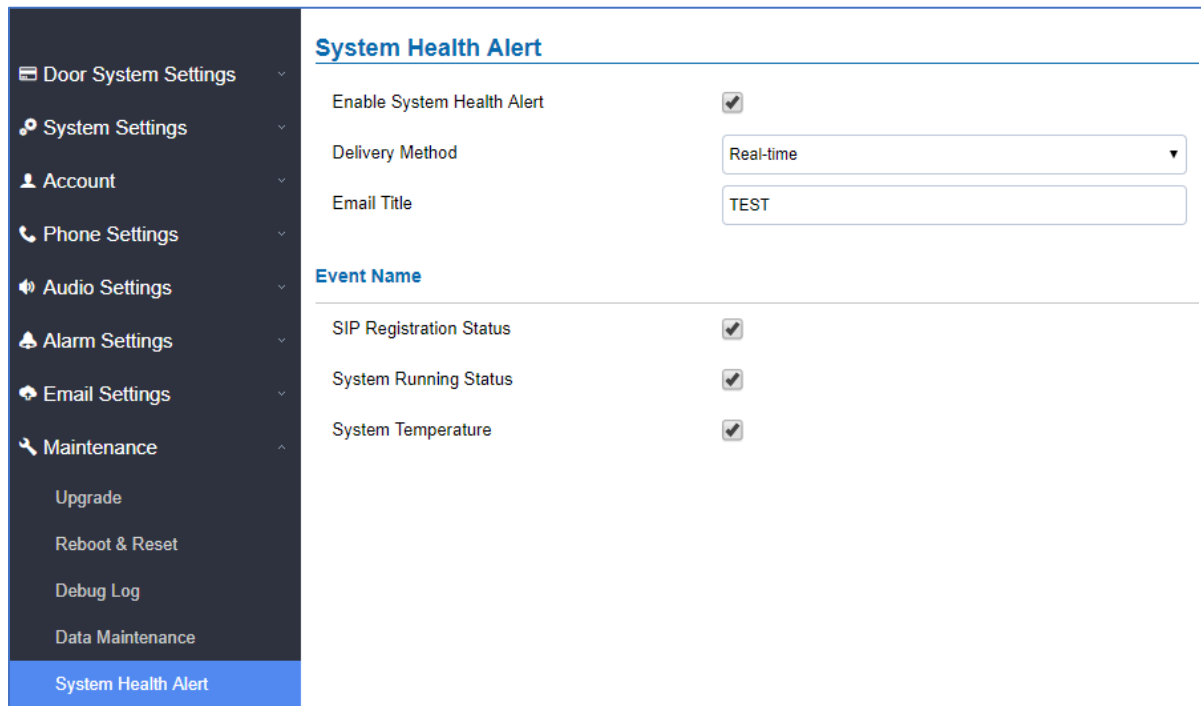 Door System Settings
System Settings
Account
Phone Settings
Audio Settings
Alarm Settings
Email Settings
Maintenance
Upgrade
Reboot & Reset
Debug Log
Data Maintenance
System Health Alert
System Health Alert
Enable System Health Alert
Delivery Method Real-time
Email Title TEST
Event Name
SIP Registration Status
System Running Status
System Temperature